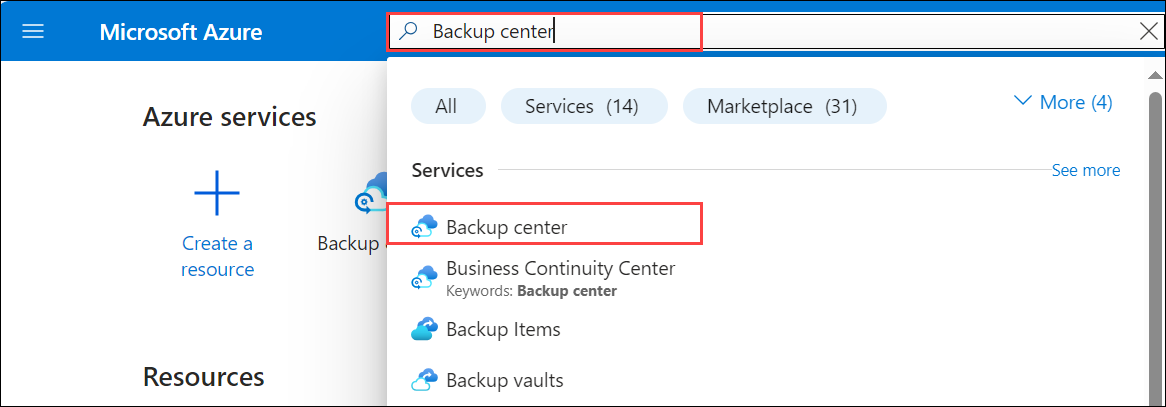 Microsoft Azure
Backup center
All
Services (14)
Marketplace (31)
More (4)
Azure services
Services
See more
Create a
resource
Backup
Backup center
Business Continuity Center
Keywords: Backup center
Backup Items
Backup vaults
Resources